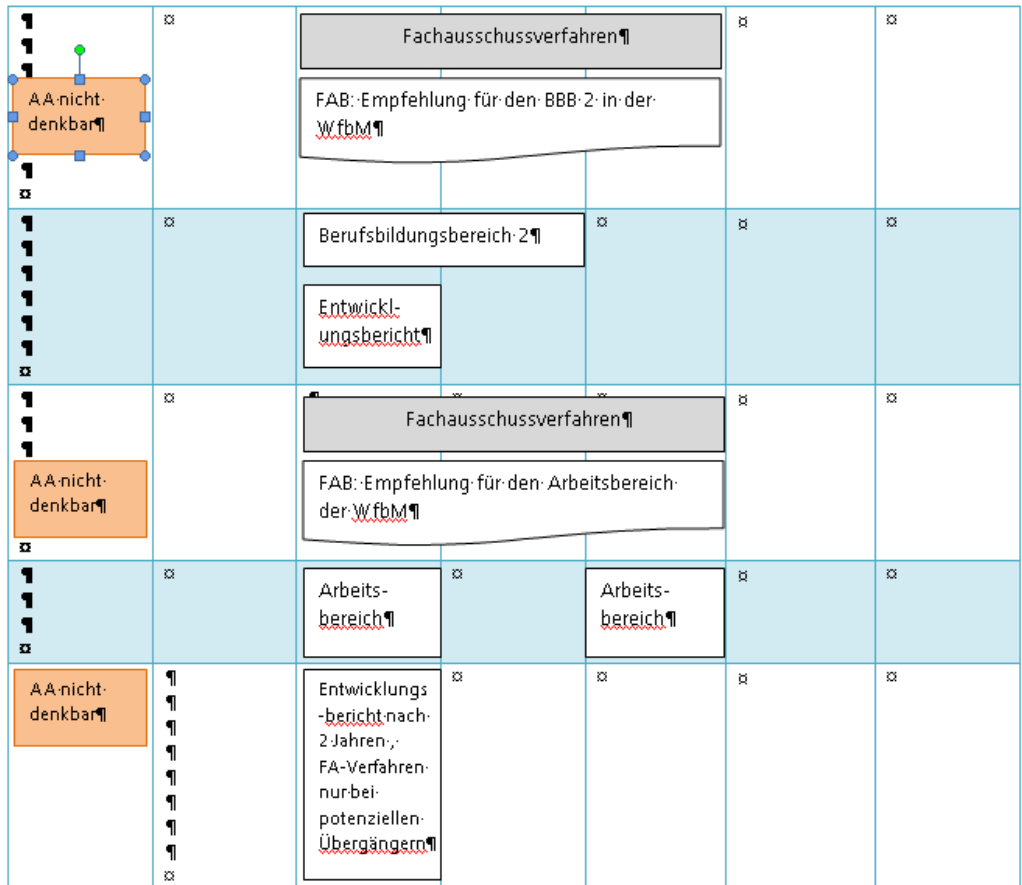 Fachausschussverfahren¶
AA·nicht·
denkbar¶
FAB:·Empfehlung·für·den·BBB·2·in·der·
WfbM¶
Berufsbildungsbereich·2¶
Entwickl-
ungsbericht¶
Fachausschussverfahren¶
AA·nicht·
denkbar¶
FAB:·Empfehlung·für·den·Arbeitsbereich·
der·WfbM¶
Arbeits-
bereich¶
Arbeits-
bereich¶
AA·nicht·
denkbar¶
Entwicklungs
-bericht·nach·
2·Jahren·,·
FA-Verfahren·
nur·bei·
potenziellen·
Übergängern¶